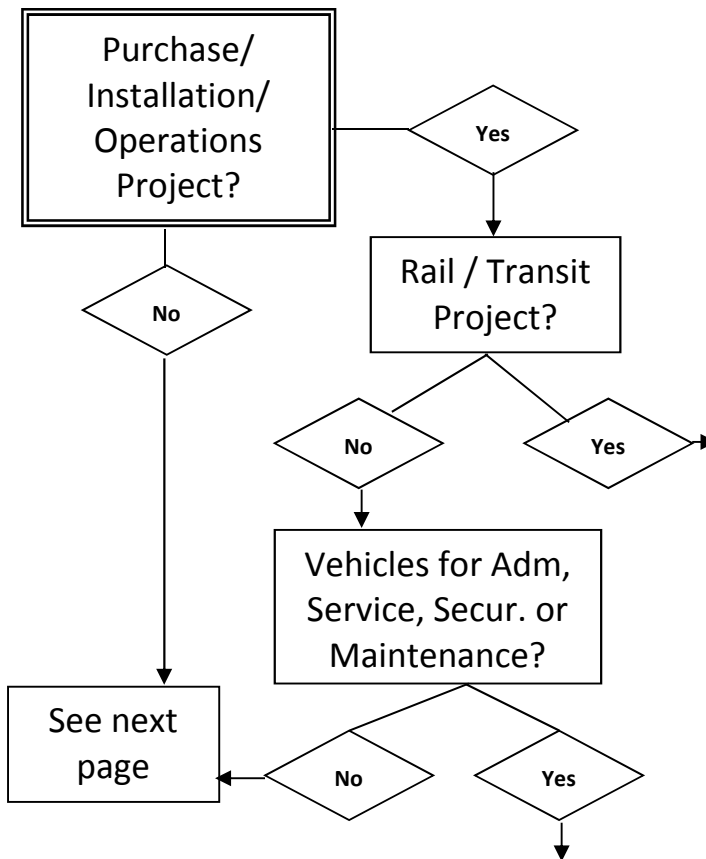 Purchase/
Installation/
Operations
Project?
Yes
Rail / Transit
Project?
No
No
Yes
Vehicles for Adm,
Service, Secur. or
Maintenance?
See next
page
No
Yes